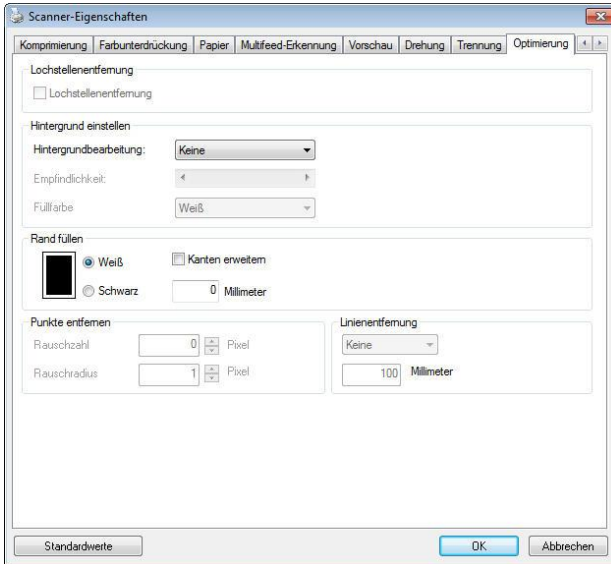 Scanner-Eigenschaften
Komprimierung Farbunterdrückung Papier Multifeed-Erkennung Vorschau Drehung Trennung Optimierung
Lochstellenentfernung
Lochstellenentfernung
Hintergrund einstellen
Hintergrundbearbeitung: Keine
Empfindlichkeit:
Füllfarbe Weiß
Rand füllen
Weiß Kanten erweitern
Schwarz 0 Millimeter
Punkte entfernen Linienentfernung
Rauschzahl 0 Pixel Keine
Rauschradius 1 Pixel 100 Millimeter
Standardwerte OK Abbrechen